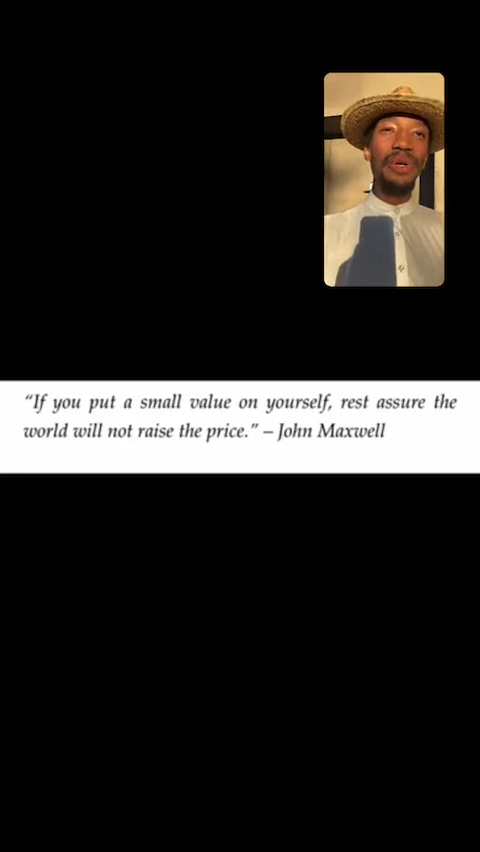 “If you put a small value on yourself, rest assure the
world will not raise the price.” – John Maxwell